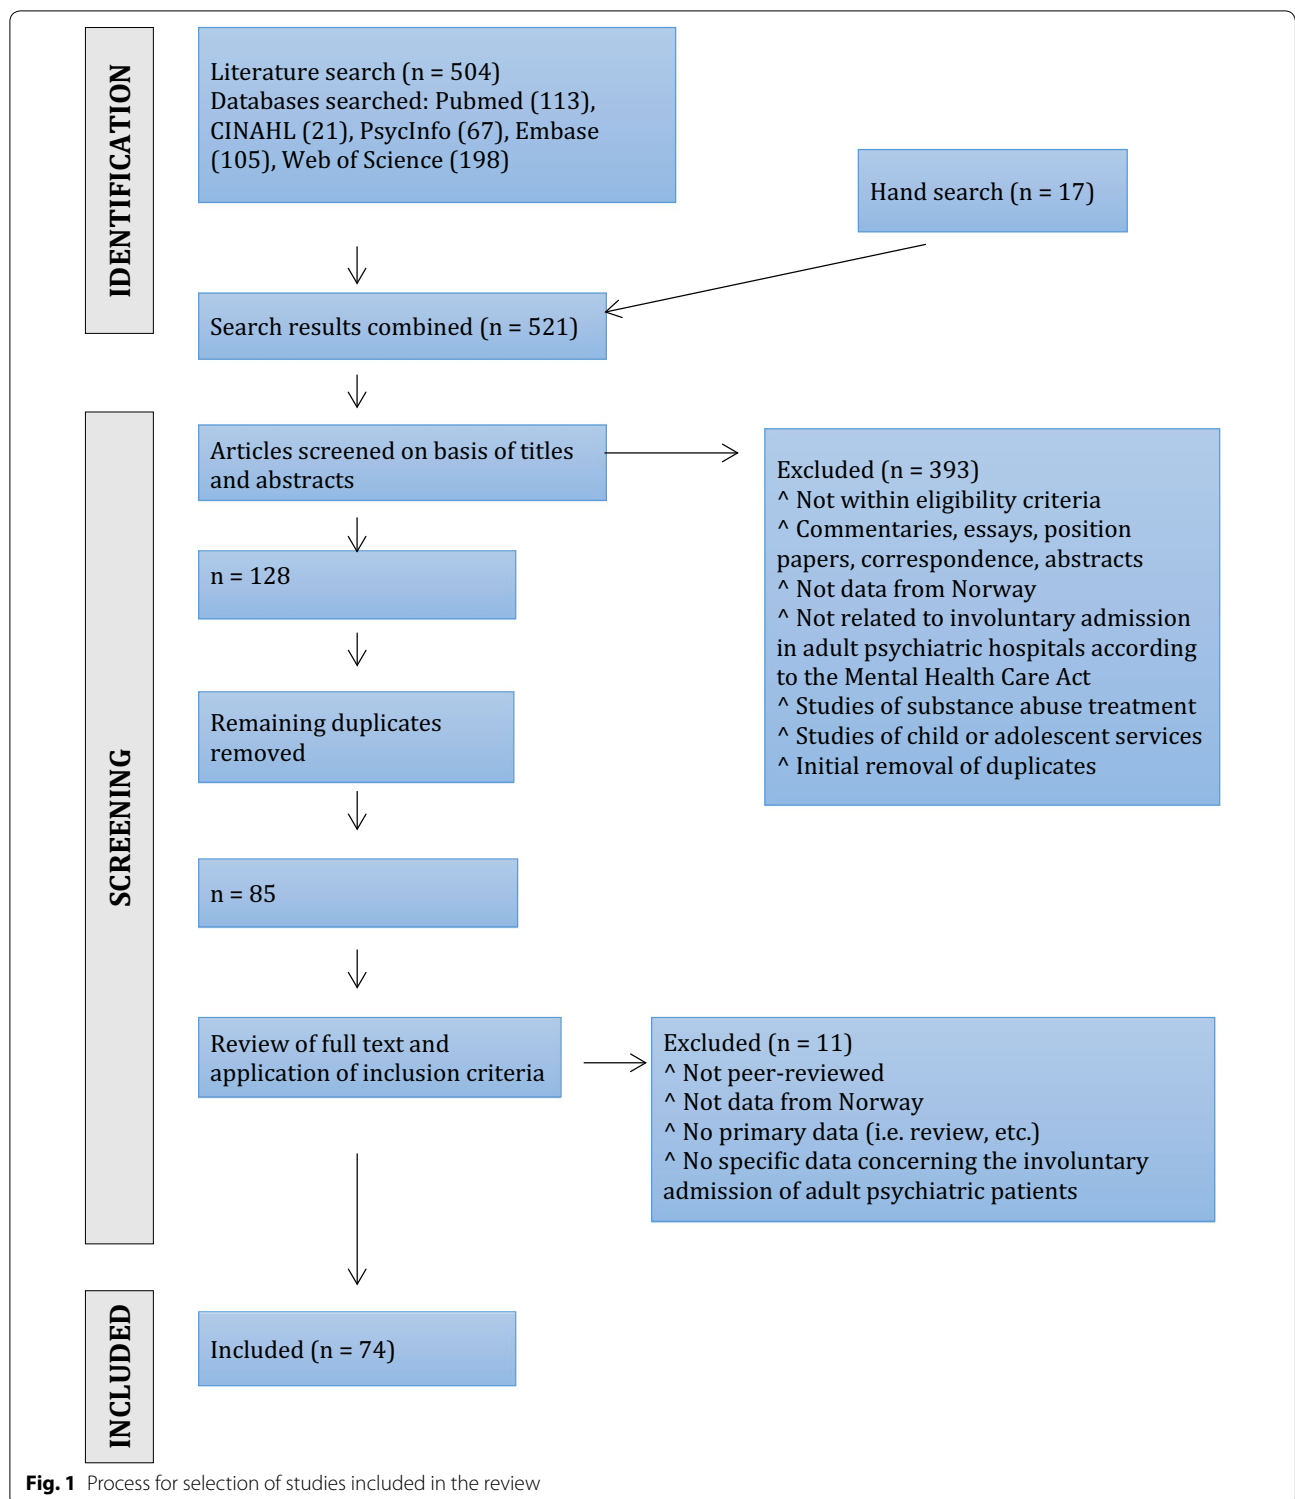 IDENTIFICATION
Literature search (n = 504)
Databases searched: Pubmed (113),
CINAHL (21), PsycInfo (67), Embase
(105), Web of Science (198)
Hand search (n = 17)
Search results combined (n = 521)
SCREENING
Articles screened on basis of titles
and abstracts
Excluded (n = 393)
^ Not within eligibility criteria
^ Commentaries, essays, position
papers, correspondence, abstracts
^ Not data from Norway
^ Not related to involuntary admission
in adult psychiatric hospitals according
to the Mental Health Care Act
^ Studies of substance abuse treatment
^ Studies of child or adolescent services
^ Initial removal of duplicates
n = 128
Remaining duplicates
removed
n = 85
Review of full text and
application of inclusion criteria
Excluded (n = 11)
^ Not peer-reviewed
^ Not data from Norway
^ No primary data (i.e. review, etc.)
^ No specific data concerning the involuntary
admission of adult psychiatric patients
INCLUDED
Included (n = 74)
Fig. 1 Process for selection of studies included in the review